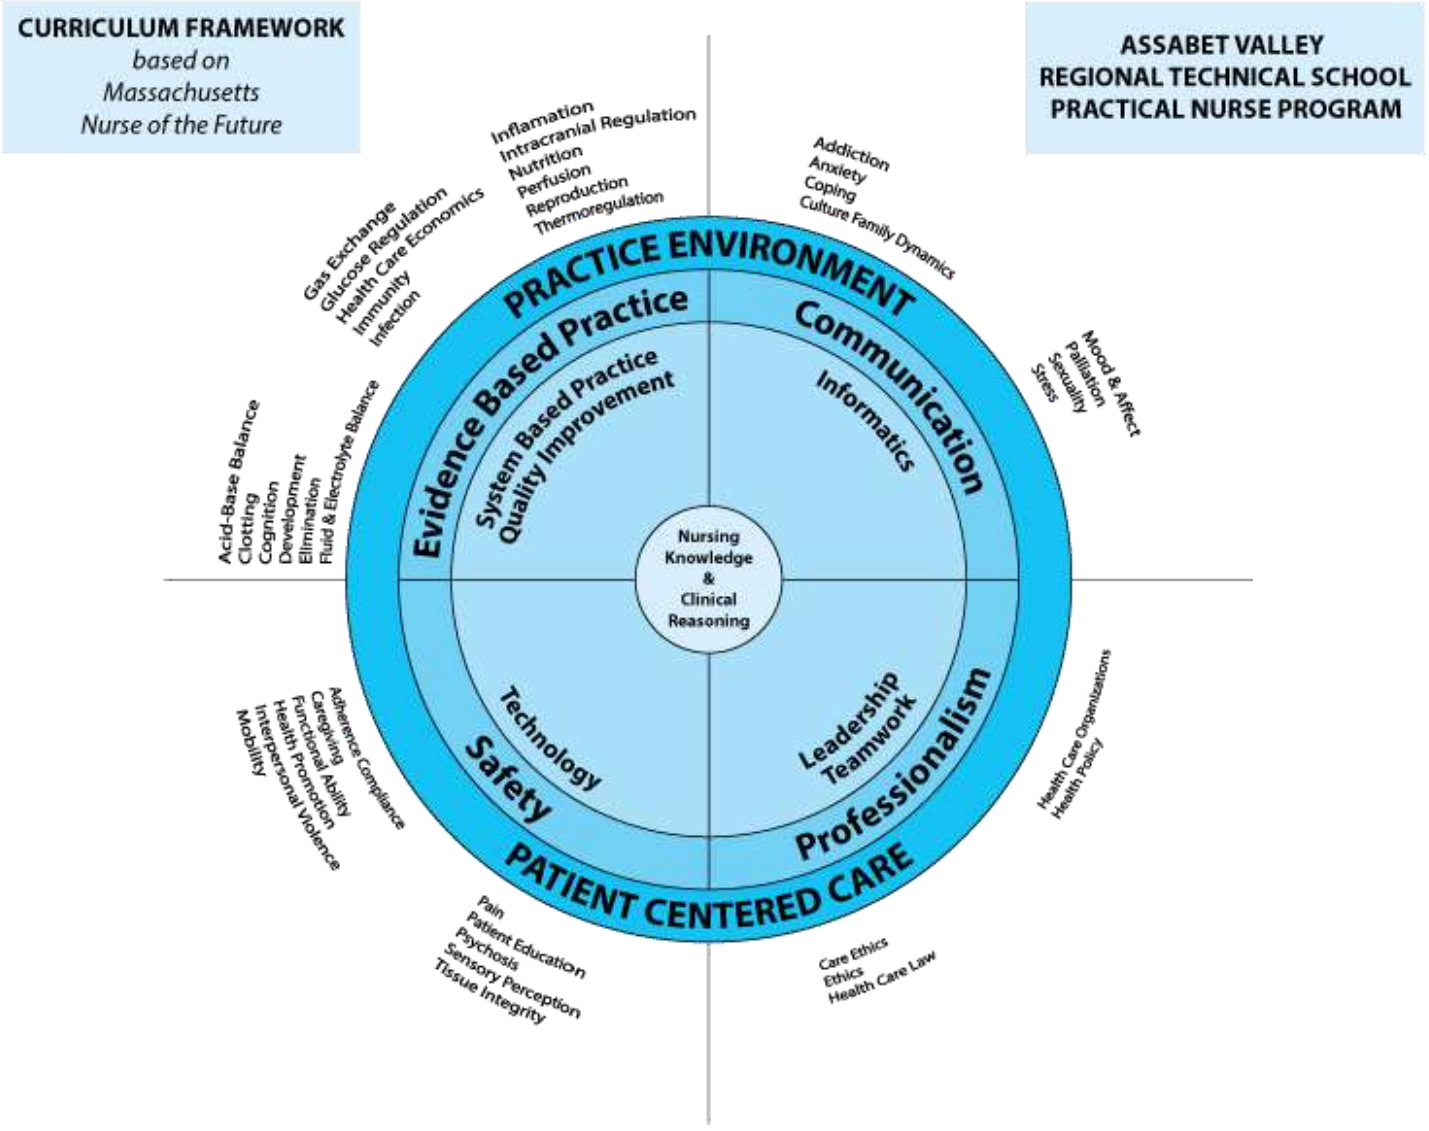 CURRICULUM FRAMEWORK
based on
Massachusetts
Nurse of the Future
ASSABET VALLEY
REGIONAL TECHNICAL SCHOOL
PRACTICAL NURSE PROGRAM
Inflamation
Intracranial Regulation
Nutrition
Perfusion
Reproduction
Thermoregulation
Addiction
Anxiety
Coping
Culture Family Dynamics
Gas Exchange
Glucose Regulation
Health Care Economics
Immunity
Infection
Mood & Affect
Palliation
Sexuality
Stress
Acid-Base Balance
Clotting
Cognition
Development
Elimination
Fluid & Electrolyte Balance
PRACTICE ENVIRONMENT
Evidence Based Practice
Communication
System Based Practice
Quality Improvement
Informatics
Nursing
Knowledge
&
Clinical
Reasoning
Technology
Leadership
Teamwork
Safety
Professionalism
PATIENT CENTERED CARE
Adherence Compliance
Caregiving
Functional Ability
Health Promotion
Interpersonal Violence
Mobility
Health Care Organizations
Health Policy
Pain
Patient Education
Psychosis
Sensory Perception
Tissue Integrity
Care Ethics
Ethics
Health Care Law